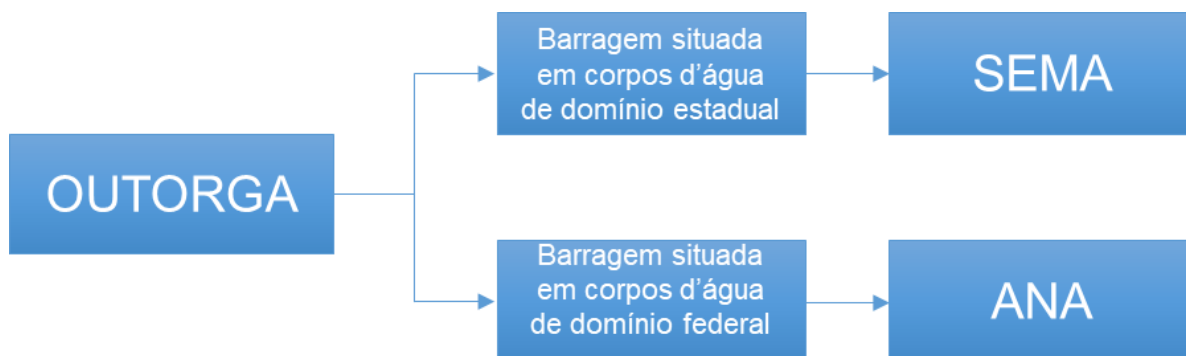 OUTORGA
Barragem situada
em corpos d’água
de domínio estadual
SEMA
Barragem situada
em corpos d’água
de domínio federal
ANA